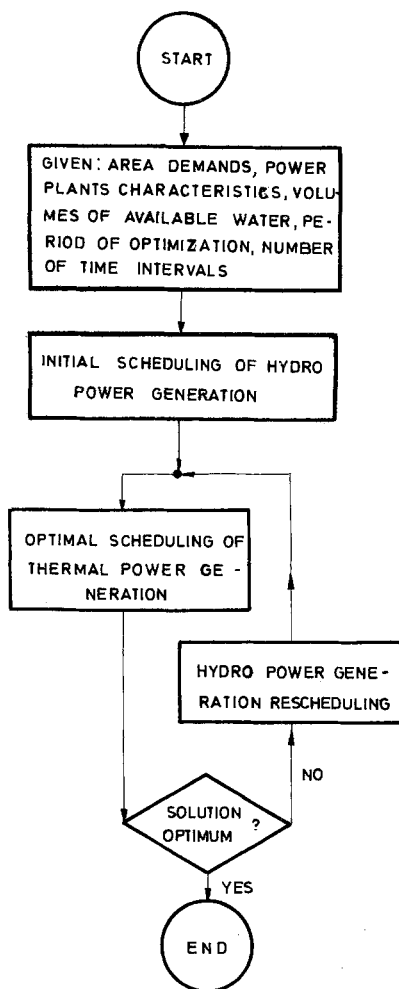 START
GIVEN: AREA DEMANDS, POWER
PLANTS CHARACTERISTICS, VOLU-
MES OF AVAILABLE WATER, PE-
RIOD OF OPTIMIZATION, NUMBER
OF TIME INTERVALS
INITIAL SCHEDULING OF HYDRO
POWER GENERATION
OPTIMAL SCHEDULING OF
THERMAL POWER GE-
NERATION
HYDRO POWER GENE-
RATION RESCHEDULING
NO
SOLUTION
OPTIMUM ?
YES
END